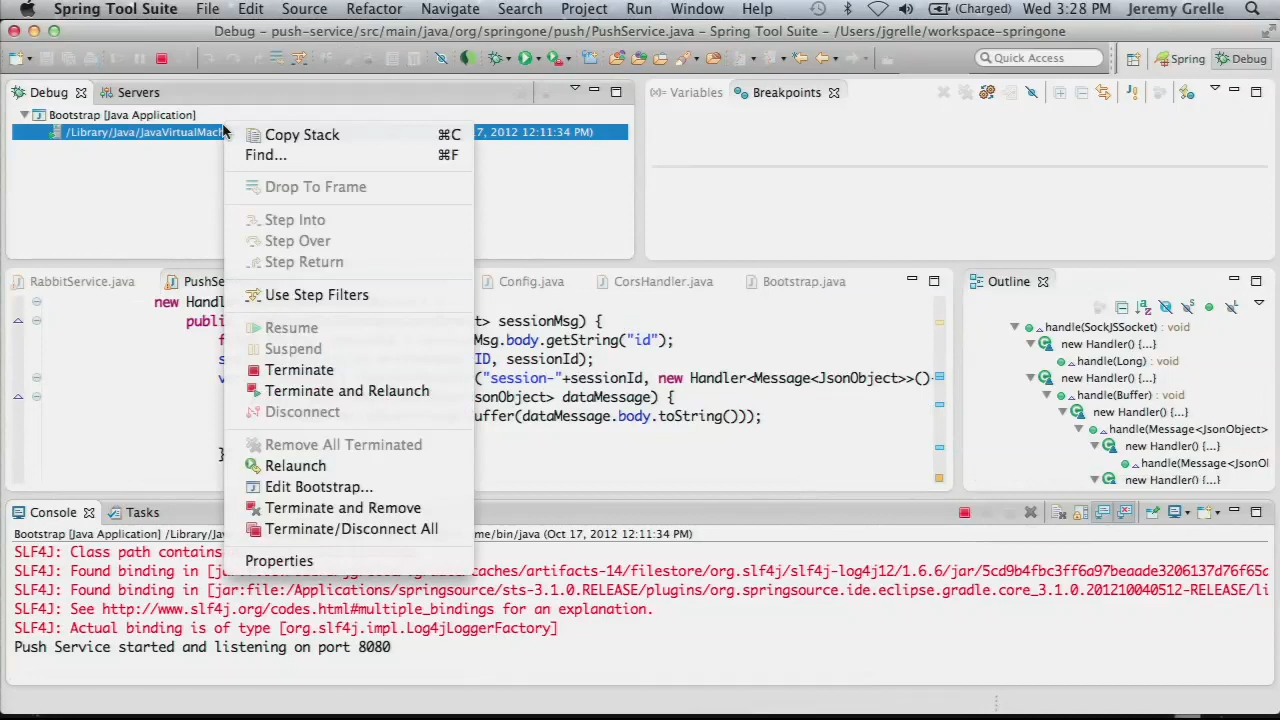 Spring Tool Suite File Edit Source Refactor Navigate Search Project Run Window Help (Charged) Wed 3:28 PM Jeremy Grelle
Debug - push-service/src/main/java/org/springone/push/PushService.java - Spring Tool Suite - /Users/jgrelle/workspace-springone
Quick Access Spring Debug
Debug Servers
Variables Breakpoints
Bootstrap [Java Application]
/Library/Java/JavaVirtualMach 7, 2012 12:11:34 PM)
Copy Stack ⌘C
Find... ⌘F
Drop To Frame
Step Into
Step Over
Step Return
Use Step Filters
Resume
Suspend
Terminate
Terminate and Relaunch
Disconnect
Remove All Terminated
Relaunch
Edit Bootstrap...
Terminate and Remove
Terminate/Disconnect All
Properties
RabbitService.java PushSe Config.java CorsHandler.java Bootstrap.java
new Handl
publi t> sessionMsg) {
Msg.body.getString("id");
ID, sessionId);
("session-"+sessionId, new Handler<Message<JsonObject>>()
sonObject> dataMessage) {
uffer(dataMessage.body.toString()));
}
Outline
handle(SockJSSocket) : void
new Handler() {...}
handle(Long) : void
new Handler() {...}
handle(Buffer) : void
new Handler() {...}
handle(Message<JsonObject>
new Handler() {...}
handle(Message<JsonOl
new Handler() {...}
Console Tasks
Bootstrap [Java Application] /Library/Ja me/bin/java (Oct 17, 2012 12:11:34 PM)
SLF4J: Class path contains
SLF4J: Found binding in [jar: caches/artifacts-14/filestore/org.slf4j/slf4j-log4j12/1.6.6/jar/5cd9b4fbc3ff6a97beaade3206137d76f65c
SLF4J: Found binding in [jar:file:/Applications/springsource/sts-3.1.0.RELEASE/plugins/org.springsource.ide.eclipse.gradle.core_3.1.0.201210040512-RELEASE/li
SLF4J: See http://www.slf4j.org/codes.html#multiple_bindings for an explanation.
SLF4J: Actual binding is of type [org.slf4j.impl.Log4jLoggerFactory]
Push Service started and listening on port 8080